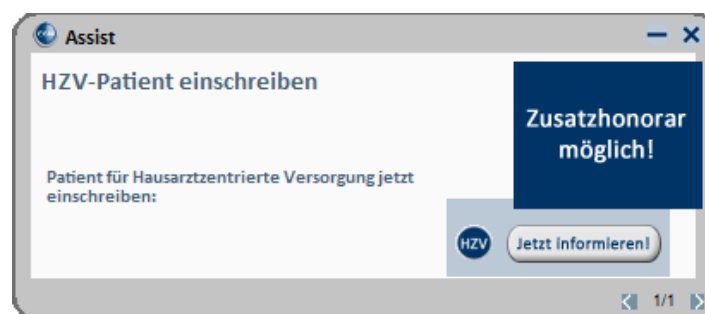 Assist
HZV-Patient einschreiben
Zusatzhonorar
möglich!
Patient für Hausarztzentrierte Versorgung jetzt
einschreiben:
HZV
Jetzt informieren!
1/1